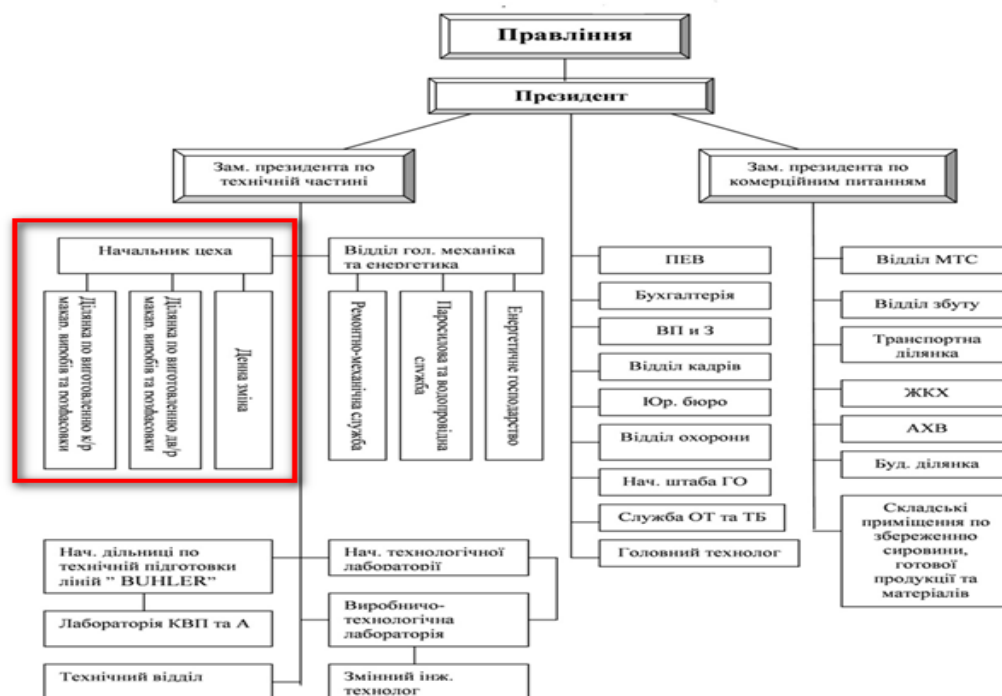 Правління
Президент
Зам. президента по
технічній частині
Зам. президента по
комерційним питанням
Начальник цеха
Ділянка по виготовленню к/р
макар. виробів та розфасовки
Ділянка по виготовленню дв/р
макар. виробів та розфасовки
Денна зміна
Відділ гол. механіка
та енергетика
Ремонтно-механічна служба
Паросилова та водопровідна
служба
Енергетичне господарство
ПЕВ
Бухгалтерія
ВП и З
Відділ кадрів
Юр. бюро
Відділ охорони
Нач. штаба ГО
Служба ОТ та ТБ
Головний технолог
Відділ МТС
Відділ збуту
Транспортна
ділянка
ЖКХ
АХВ
Буд. ділянка
Складські
приміщення по
збереженню
сировини,
готової
продукції та
матеріалів
Нач. дільниці по
технічній підготовки
ліній ” BUHLER”
Лабораторія КВП та А
Технічний відділ
Нач. технологічної
лабораторії
Виробничо-
технологічна
лабораторія
Змінний інж.
технолог